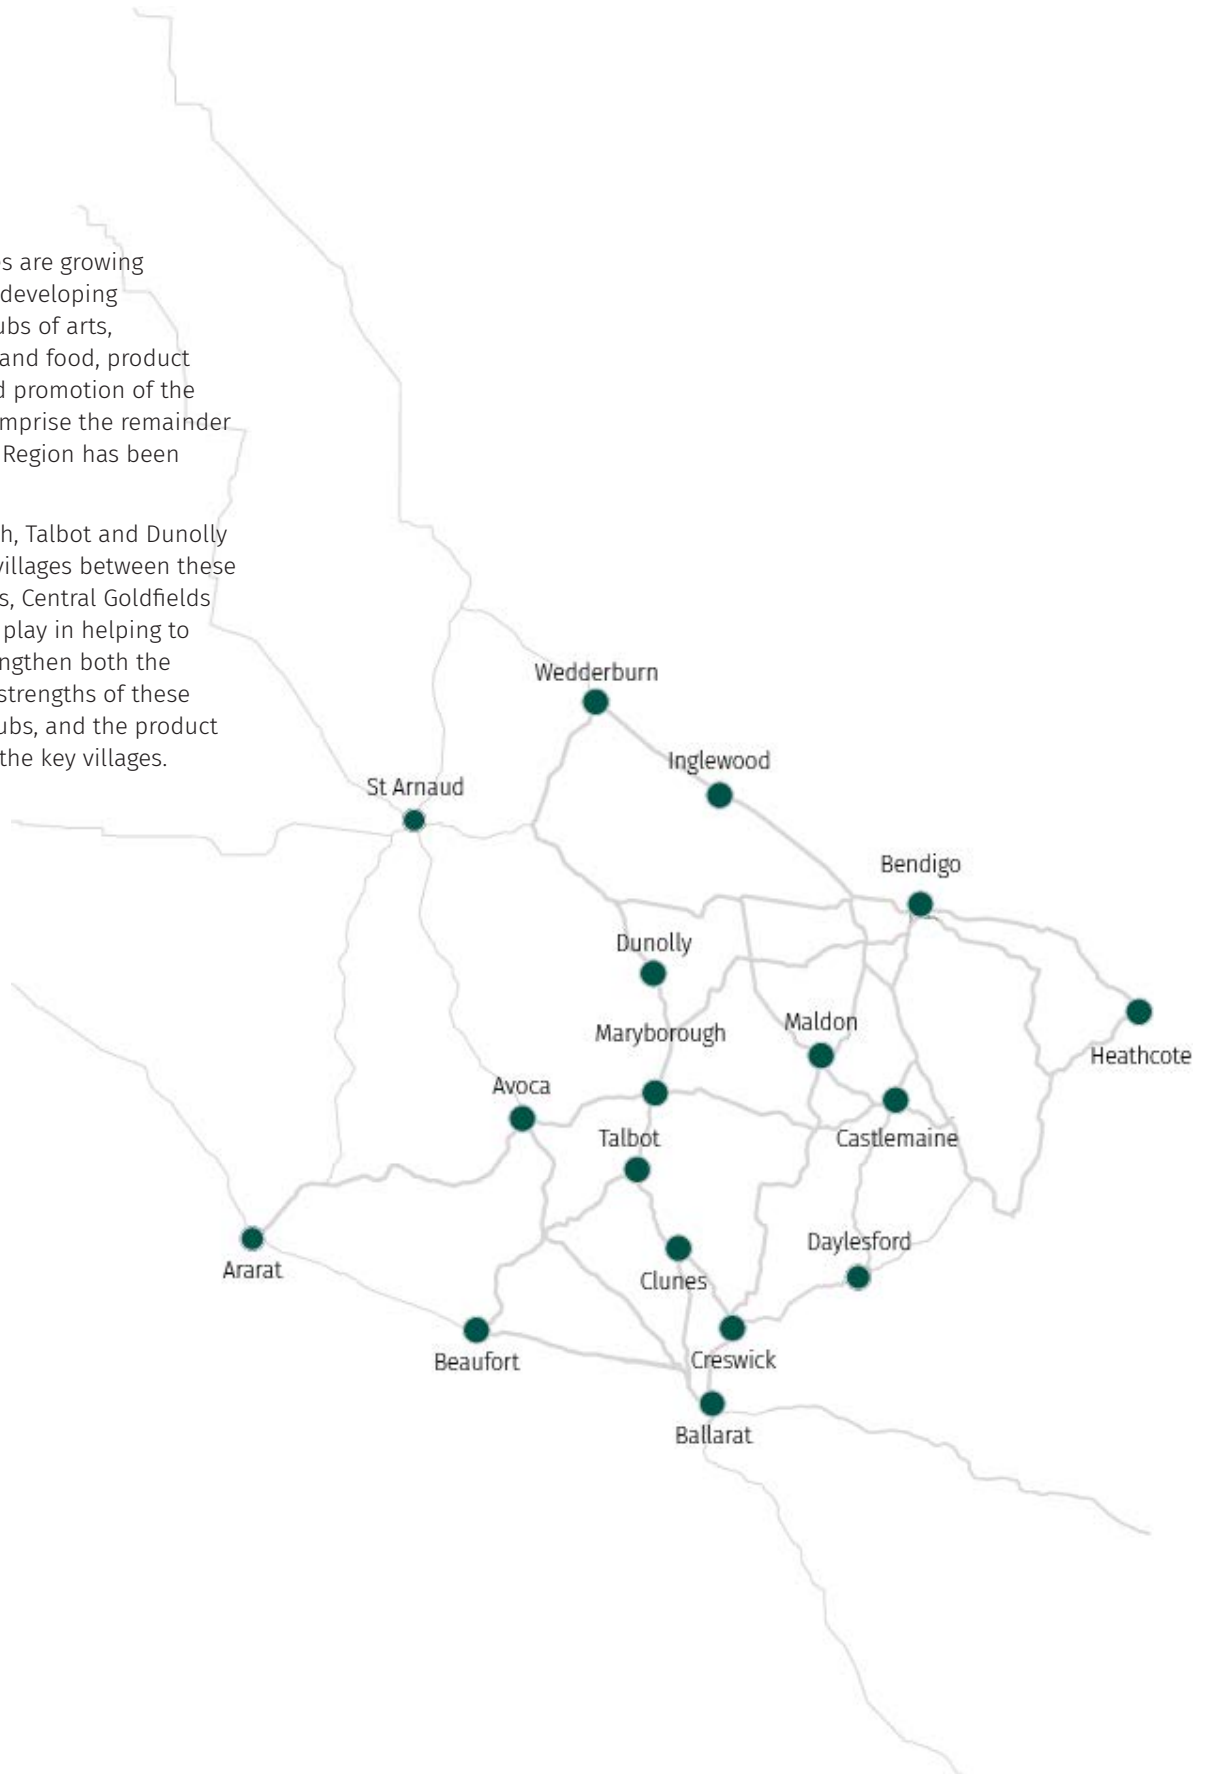 s are growing
developing
ubs of arts,
and food, product
d promotion of the
mprise the remainder
Region has been
h, Talbot and Dunolly
villages between these
s, Central Goldfields
play in helping to
ngthen both the
strengths of these
ubs, and the product
the key villages.
Wedderburn
Inglewood
St Arnaud
Bendigo
Dunolly
Maldon
Maryborough
Heathcote
Avoca
Talbot
Castlemaine
Daylesford
Ararat
Clunes
Beaufort
Creswick
Ballarat